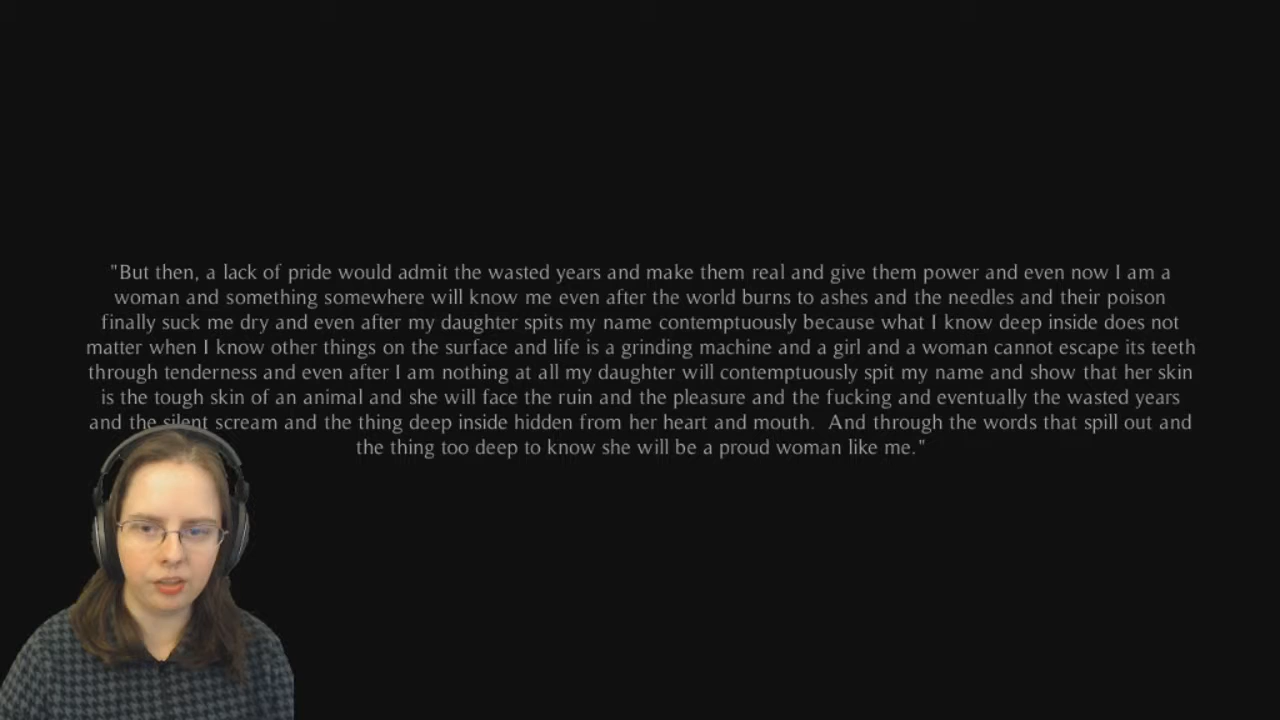 "But then, a lack of pride would admit the wasted years and make them real and give them power and even now I am a
woman and something somewhere will know me even after the world burns to ashes and the needles and their poison
finally suck me dry and even after my daughter spits my name contemptuously because what I know deep inside does not
matter when I know other things on the surface and life is a grinding machine and a girl and a woman cannot escape its teeth
through tenderness and even after I am nothing at all my daughter will contemptuously spit my name and show that her skin
is the tough skin of an animal and she will face the ruin and the pleasure and the fucking and eventually the wasted years
and the silent scream and the thing deep inside hidden from her heart and mouth.  And through the words that spill out and
the thing too deep to know she will be a proud woman like me."